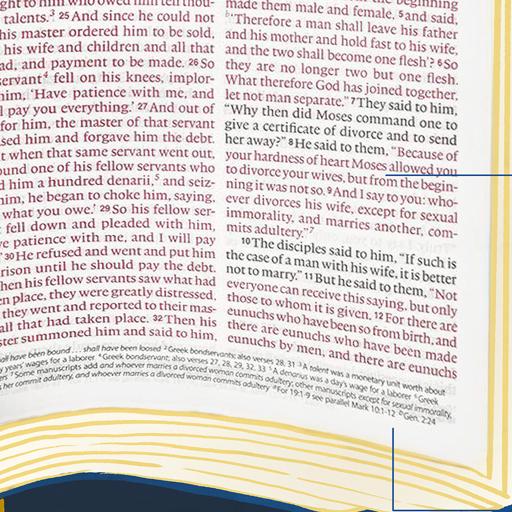 talents.³ ²⁵And since he could not
his master ordered him to be sold,
his wife and children and all that
ad, and payment to be made. ²⁶So
servant⁴ fell on his knees, implor-
him, 'Have patience with me, and
l pay you everything.' ²⁷And out of
for him, the master of that servant
sed him and forgave him the debt.
t when that same servant went out,
ound one of his fellow servants who
d him a hundred denarii,⁵ and seiz-
him, he began to choke him, saying,
what you owe.' ²⁹So his fellow ser-
fell down and pleaded with him,
ve patience with me, and I will pay
' ³⁰He refused and went and put him
rison until he should pay the debt.
hen his fellow servants saw what had
en place, they were greatly distressed,
they went and reported to their mas-
all that had taken place. ³²Then his
ster summoned him and said to him,
made them male and female, ⁵and said,
'Therefore a man shall leave his father
and his mother and hold fast to his wife,
and the two shall become one flesh'? ⁶So
they are no longer two but one flesh.
What therefore God has joined together,
let not man separate." ⁷They said to him,
"Why then did Moses command one to
give a certificate of divorce and to send
her away?" ⁸He said to them, "Because of
your hardness of heart Moses allowed you
to divorce your wives, but from the begin-
ning it was not so. ⁹And I say to you: who-
ever divorces his wife, except for sexual
immorality, and marries another, com-
mits adultery."⁷
¹⁰The disciples said to him, "If such is
the case of a man with his wife, it is better
not to marry." ¹¹But he said to them, "Not
everyone can receive this saying, but only
those to whom it is given. ¹²For there are
eunuchs who have been so from birth, and
there are eunuchs who have been made
eunuchs by men, and there are eunuchs
all have been bound . . . shall have been loosed ²Greek bondservants; also verses 28, 31 ³A talent was a monetary unit worth about
y years' wages for a laborer ⁴Greek bondservant; also verses 27, 28, 29, 32, 33 ⁵A denarius was a day's wage for a laborer ⁶Greek
⁷Some manuscripts add and whoever marries a divorced woman commits adultery; other manuscripts except for sexual immorality,
her commit adultery, and whoever marries a divorced woman commits adultery ᵃFor 19:1-9 see parallel Mark 10:1-12 ᵇGen. 2:24